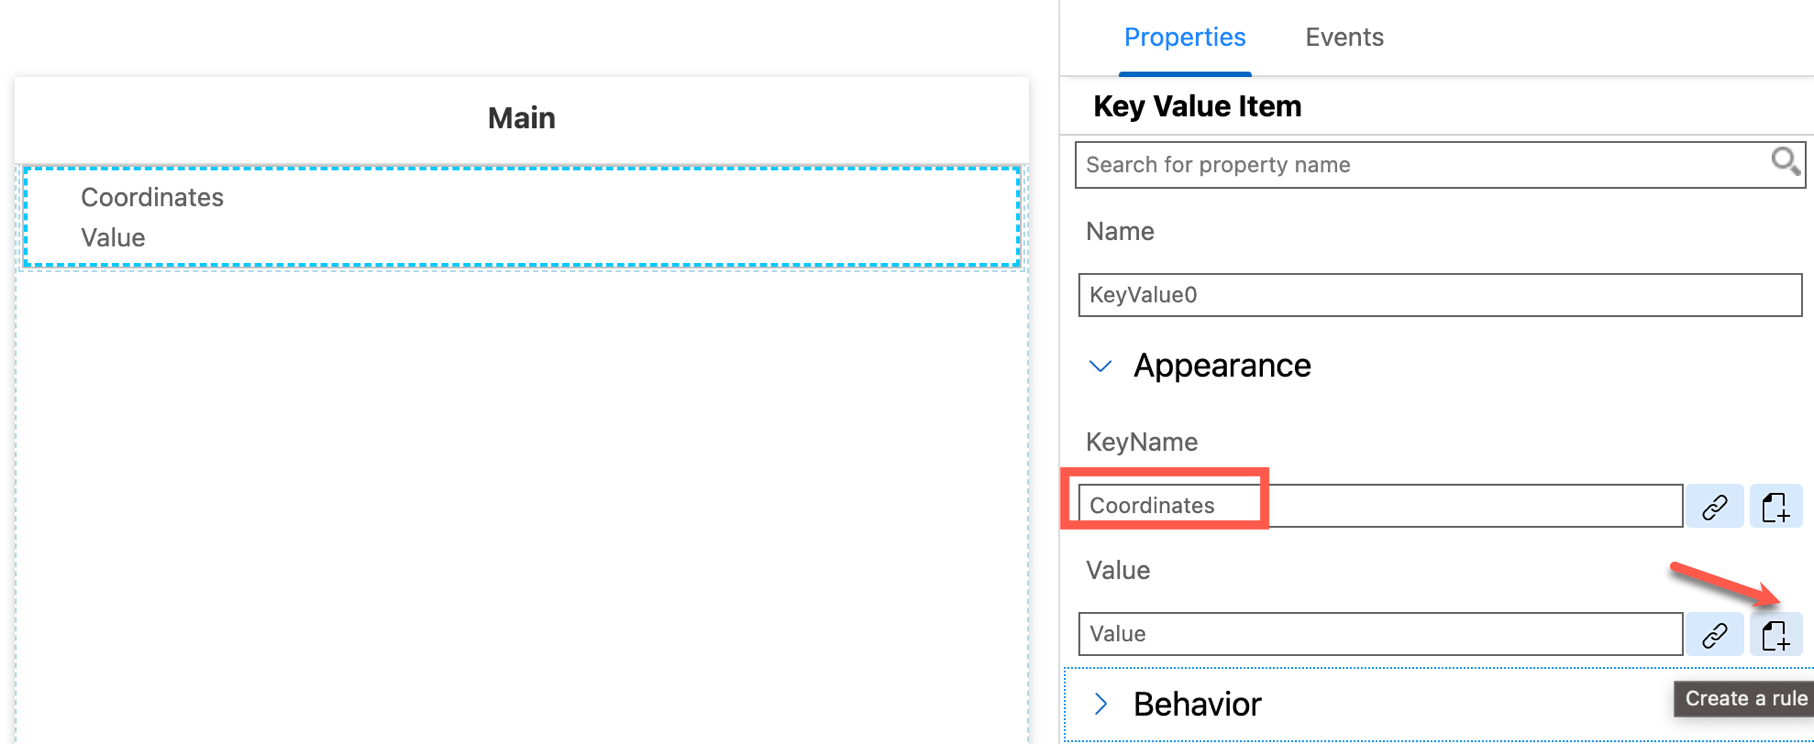 Main
Coordinates
Value
Properties
Events
Key Value Item
Search for property name
Name
KeyValue0
Appearance
KeyName
Coordinates
Value
Value
Behavior
Create a rule